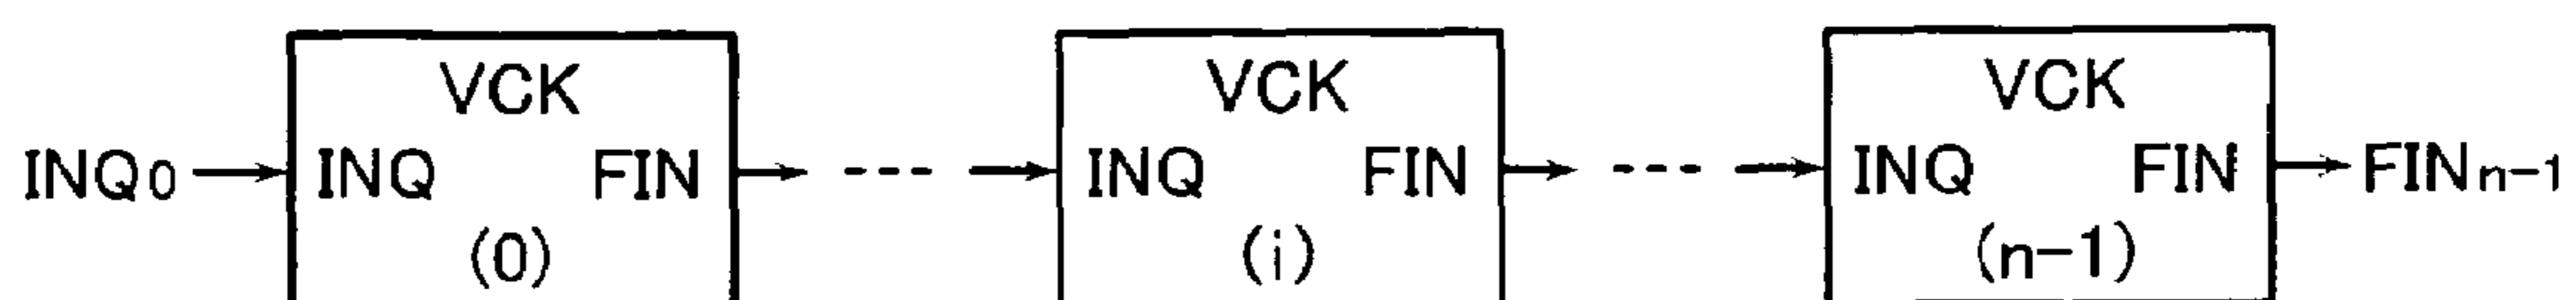 VCK VCK VCK
INQ0 INQ FIN --- INQ FIN --- INQ FIN FINn-1
(0) (i) (n-1)